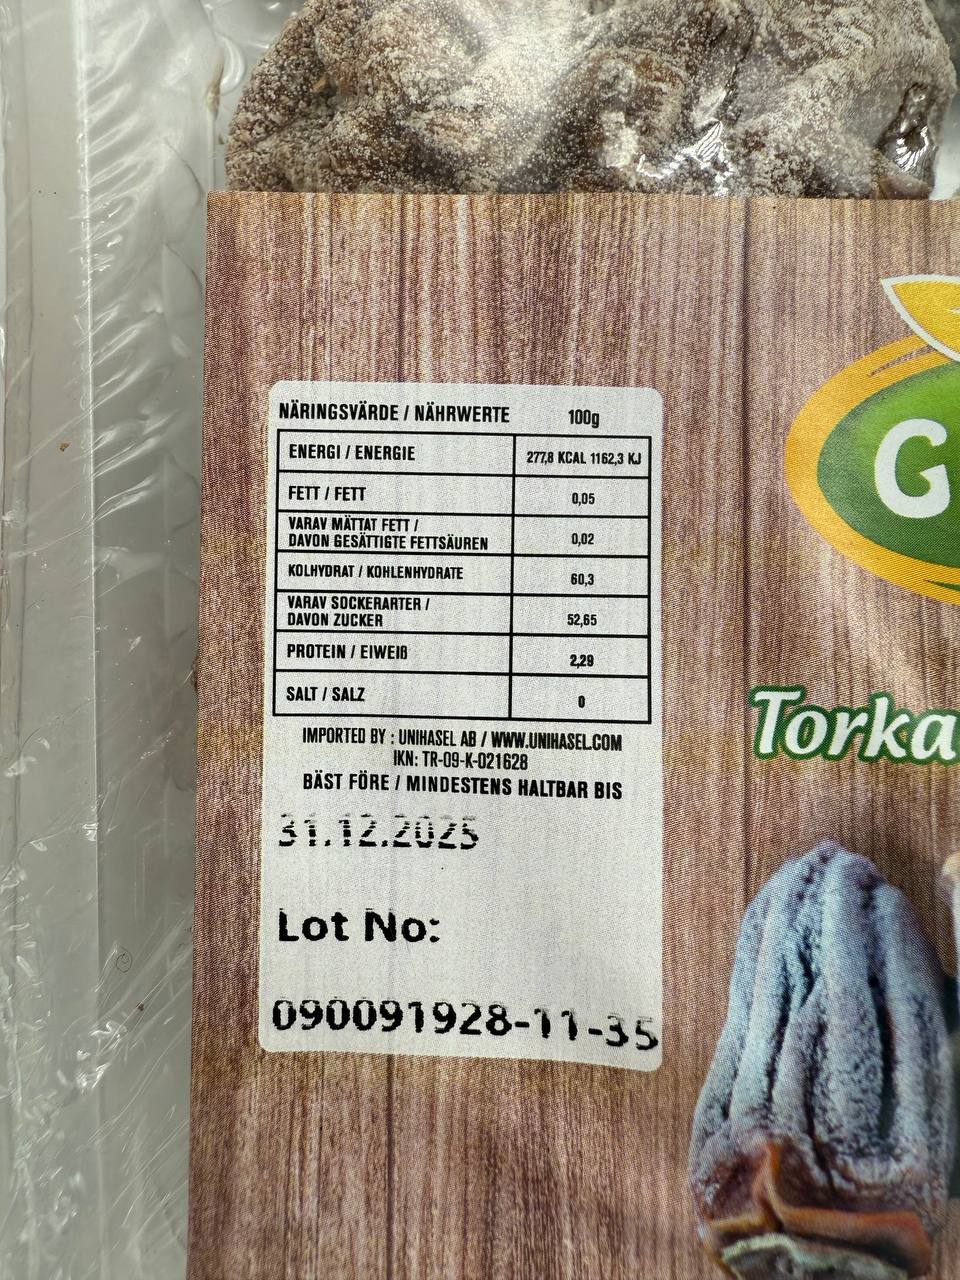 NÄRINGSVÄRDE / NÄHRWERTE 100g
ENERGI / ENERGIE 277,8 KCAL 1162,3 KJ
FETT / FETT 0,05
VARAV MÄTTAT FETT /
DAVON GESÄTTIGTE FETTSÄUREN 0,02
KOLHYDRAT / KOHLENHYDRATE 60,3
VARAV SOCKERARTER /
DAVON ZUCKER 52,65
PROTEIN / EIWEIß 2,29
SALT / SALZ 0
IMPORTED BY : UNIHASEL AB / WWW.UNIHASEL.COM
IKN: TR-09-K-021628
BÄST FÖRE / MINDESTENS HALTBAR BIS
31.12.2025
Lot No:
090091928-11-35
G
Torka